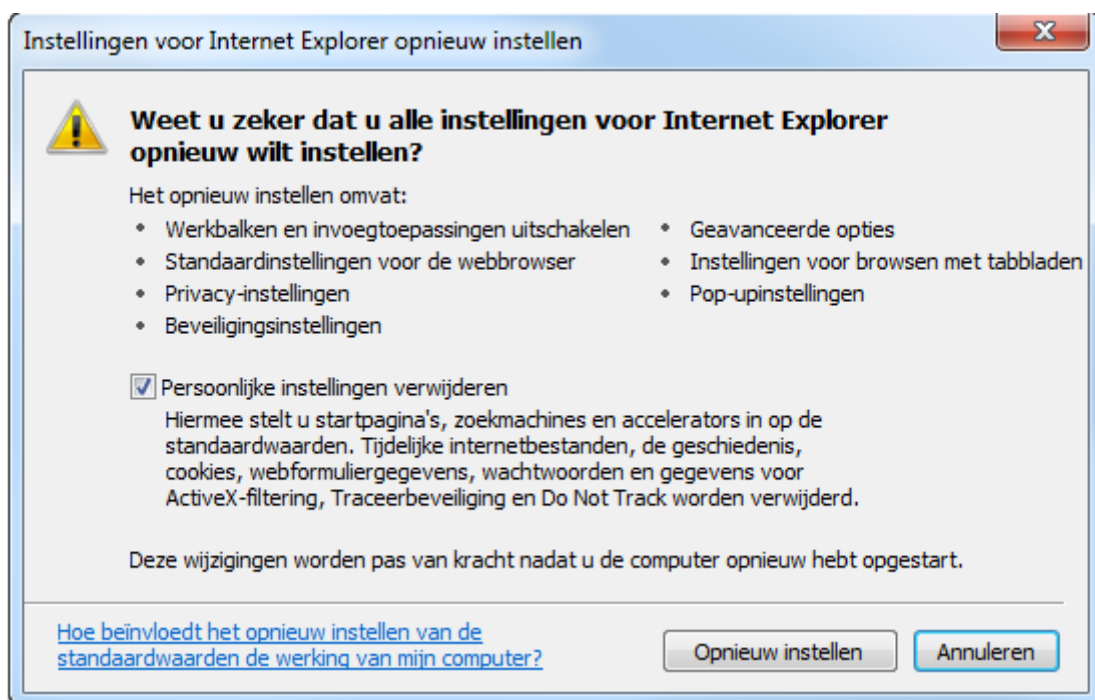 Instellingen voor Internet Explorer opnieuw instellen
Weet u zeker dat u alle instellingen voor Internet Explorer
opnieuw wilt instellen?
Het opnieuw instellen omvat:
• Werkbalken en invoegtoepassingen uitschakelen
• Standaardinstellingen voor de webbrowser
• Privacy-instellingen
• Beveiligingsinstellingen
• Geavanceerde opties
• Instellingen voor browsen met tabbladen
• Pop-upinstellingen
Persoonlijke instellingen verwijderen
Hiermee stelt u startpagina's, zoekmachines en accelerators in op de
standaardwaarden. Tijdelijke internetbestanden, de geschiedenis,
cookies, webformuliergegevens, wachtwoorden en gegevens voor
ActiveX-filtering, Traceerbeveiliging en Do Not Track worden verwijderd.
Deze wijzigingen worden pas van kracht nadat u de computer opnieuw hebt opgestart.
Hoe beïnvloedt het opnieuw instellen van de
standaardwaarden de werking van mijn computer?
Opnieuw instellen
Annuleren